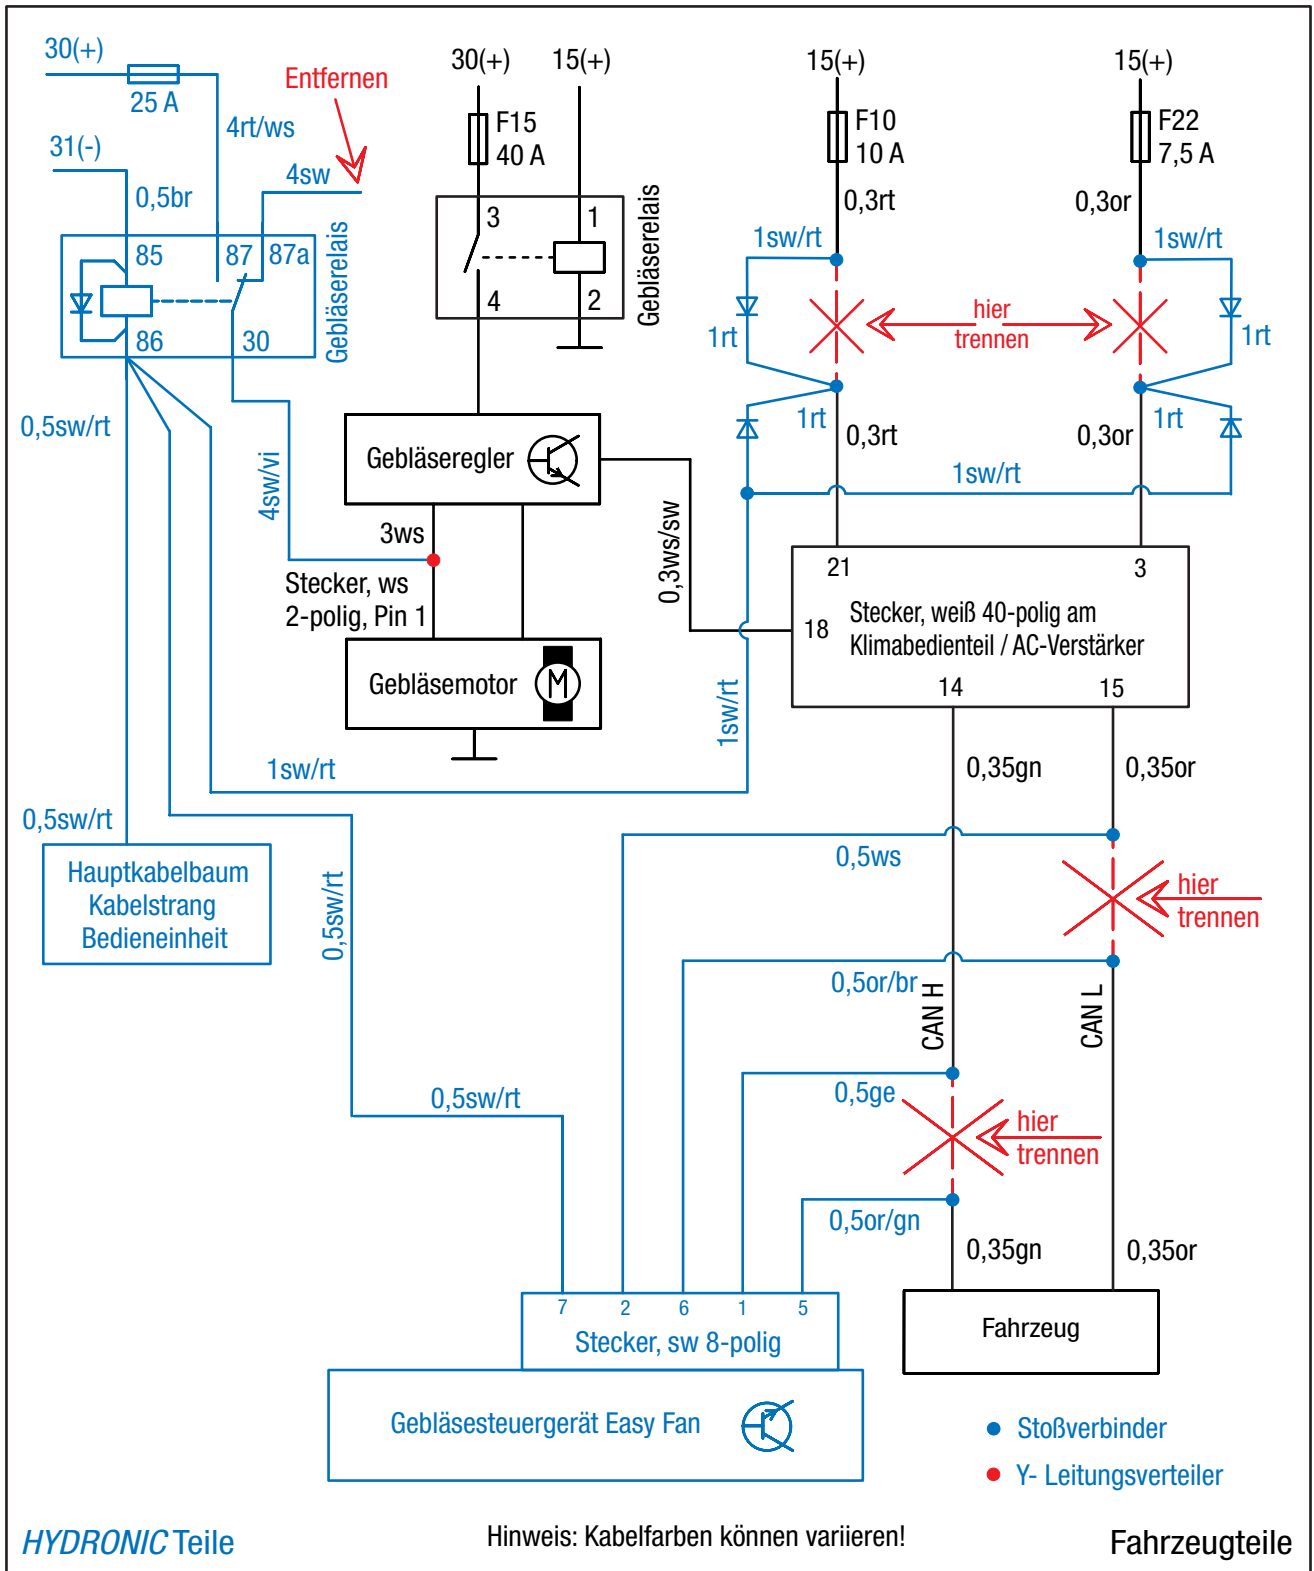 30(+)
25 A
Entfernen
4rt/ws
31(-)
4sw
0,5br
85
87
87a
86
30
Gebläserelais
30(+)
15(+)
F15
40 A
3
1
4
2
Gebläserelais
15(+)
15(+)
F10
10 A
F22
7,5 A
0,3rt
0,3or
1sw/rt
1sw/rt
hier
trennen
1rt
1rt
1rt
1rt
0,3rt
0,3or
1sw/rt
0,5sw/rt
4sw/vi
Gebläseregler
3ws
Stecker, ws
2-polig, Pin 1
0,3ws/sw
Gebläsemotor
M
21
3
18
Stecker, weiß 40-polig am
Klimabedienteil / AC-Verstärker
14
15
1sw/rt
1sw/rt
0,35gn
0,35or
0,5sw/rt
Hauptkabelbaum
Kabelstrang
Bedieneinheit
0,5sw/rt
0,5ws
hier
trennen
0,5or/br
CAN H
CAN L
0,5sw/rt
0,5ge
hier
trennen
0,5or/gn
0,35gn
0,35or
7
2
6
1
5
Stecker, sw 8-polig
Fahrzeug
Gebläsesteuergerät Easy Fan
Stoßverbinder
Y- Leitungsverteiler
HYDRONIC Teile
Hinweis: Kabelfarben können variieren!
Fahrzeugteile